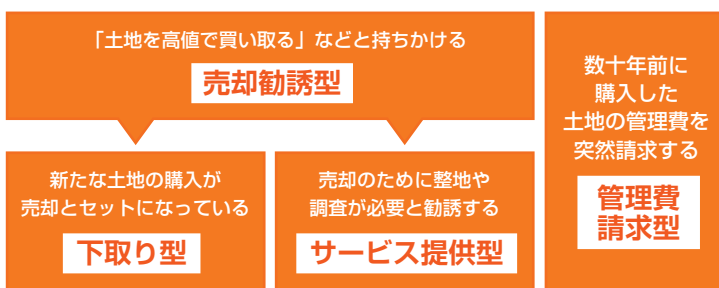 「土地を高値で買い取る」などと持ちかける
売却勧誘型
新たな土地の購入が
売却とセットになっている
下取り型
売却のために整地や
調査が必要と勧誘する
サービス提供型
数十年前に
購入した
土地の管理費を
突然請求する
管理費
請求型